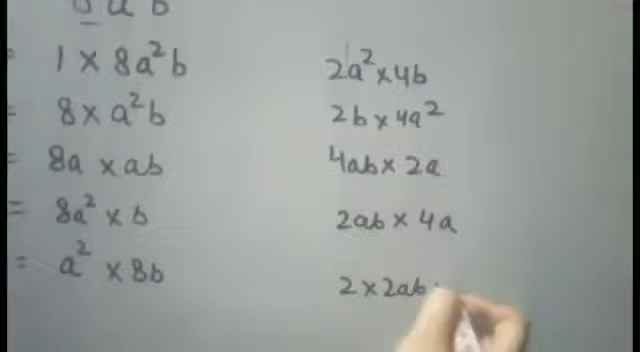 = 1 × 8a²b
= 8 × a²b
= 8a × ab
= 8a² × b
= a² × 8b
2a² × 4b
2b × 4a²
4ab × 2a
2ab × 4a
2 × 2ab